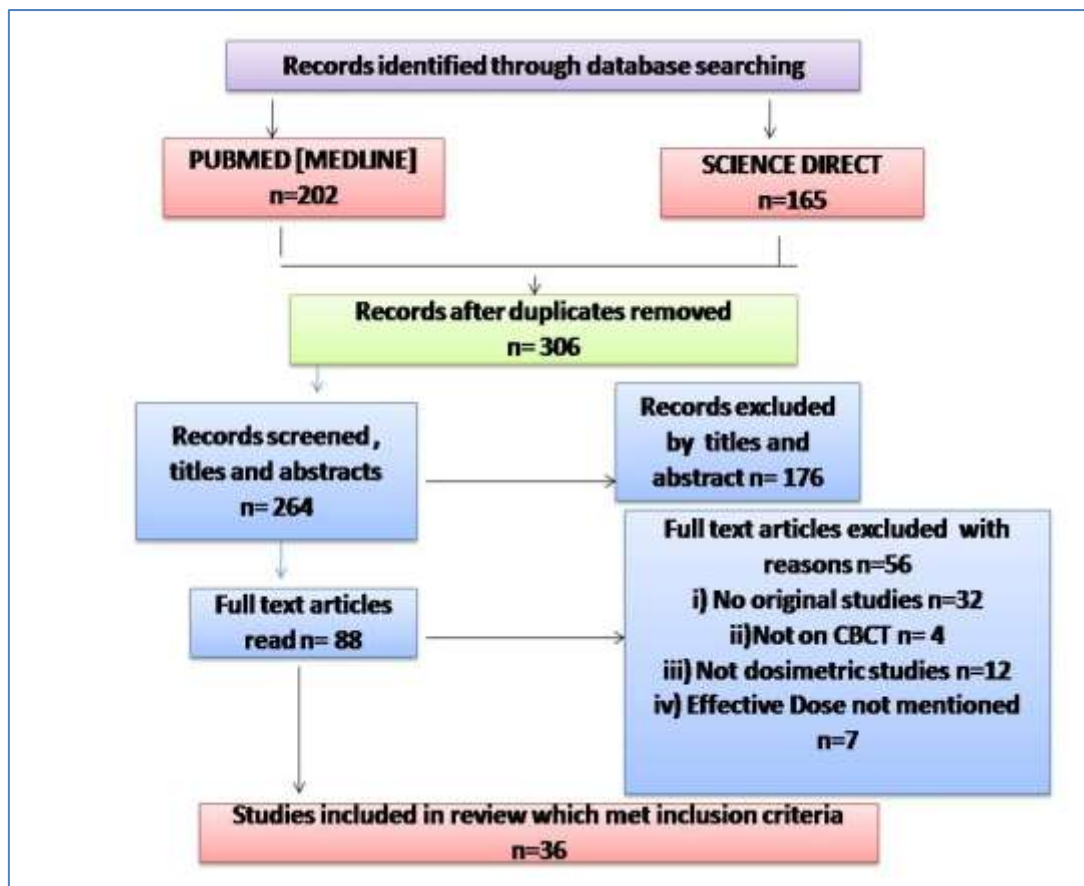 Records identified through database searching
PUBMED [MEDLINE]
n=202
SCIENCE DIRECT
n=165
Records after duplicates removed
n= 306
Records screened ,
titles and abstracts
n= 264
Records excluded
by titles and
abstract n= 176
Full text articles
read n= 88
Full text articles excluded with
reasons n=56
i) No original studies n=32
ii)Not on CBCT n= 4
iii) Not dosimetric studies n=12
iv) Effective Dose not mentioned
n=7
Studies included in review which met inclusion criteria
n=36